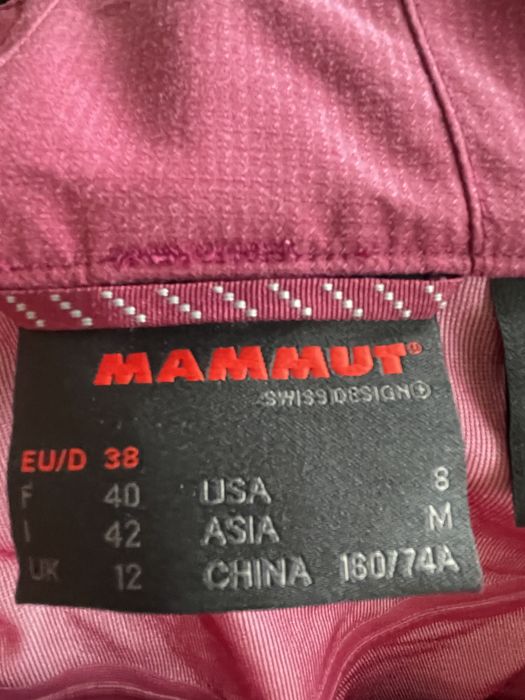 MAMMUT®
SWISS DESIGN
EU/D 38
F 40 USA 8
I 42 ASIA M
UK 12 CHINA 160/74A